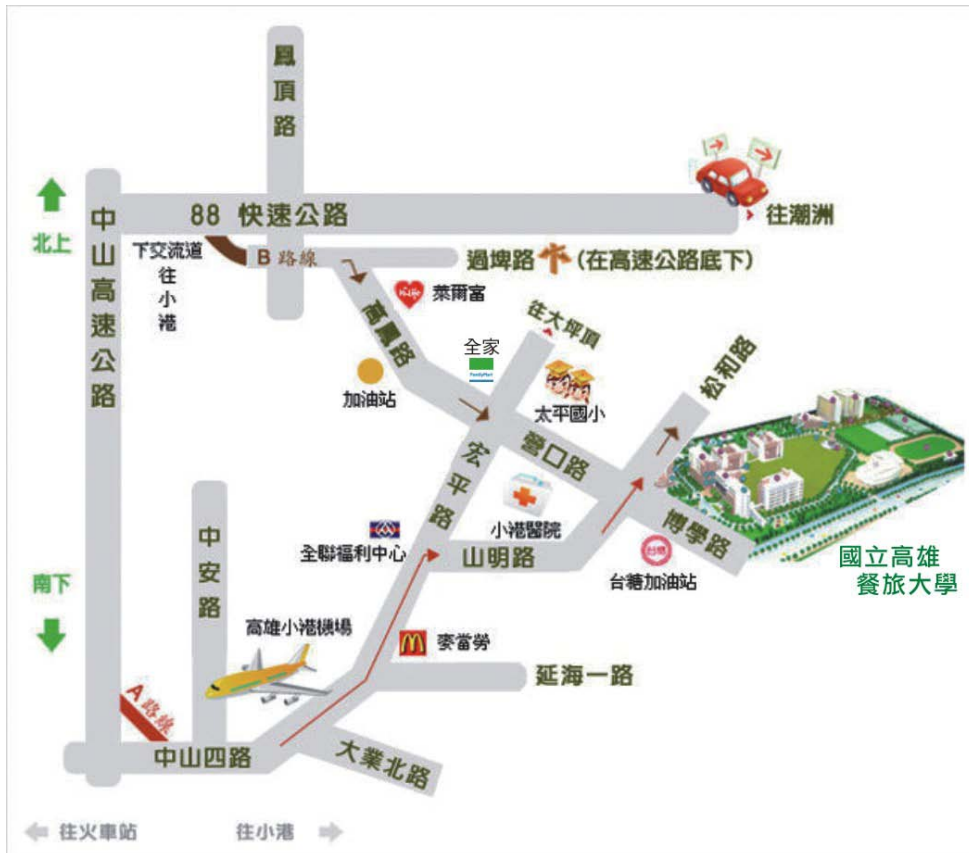 鳳頂路
88 快速公路
往潮洲
北上
中山高速公路
下交流道
往小港
B 路線
過埤路
(在高速公路底下)
萊爾富
高鳳路
往大坪頂
全家
FamilyMart
加油站
太平國小
松和路
營口路
宏平路
小港醫院
博學路
全聯福利中心
山明路
台糖
台糖加油站
國立高雄
餐旅大學
中安路
南下
高雄小港機場
麥當勞
延海一路
A 路線
中山四路
大業北路
往火車站
往小港